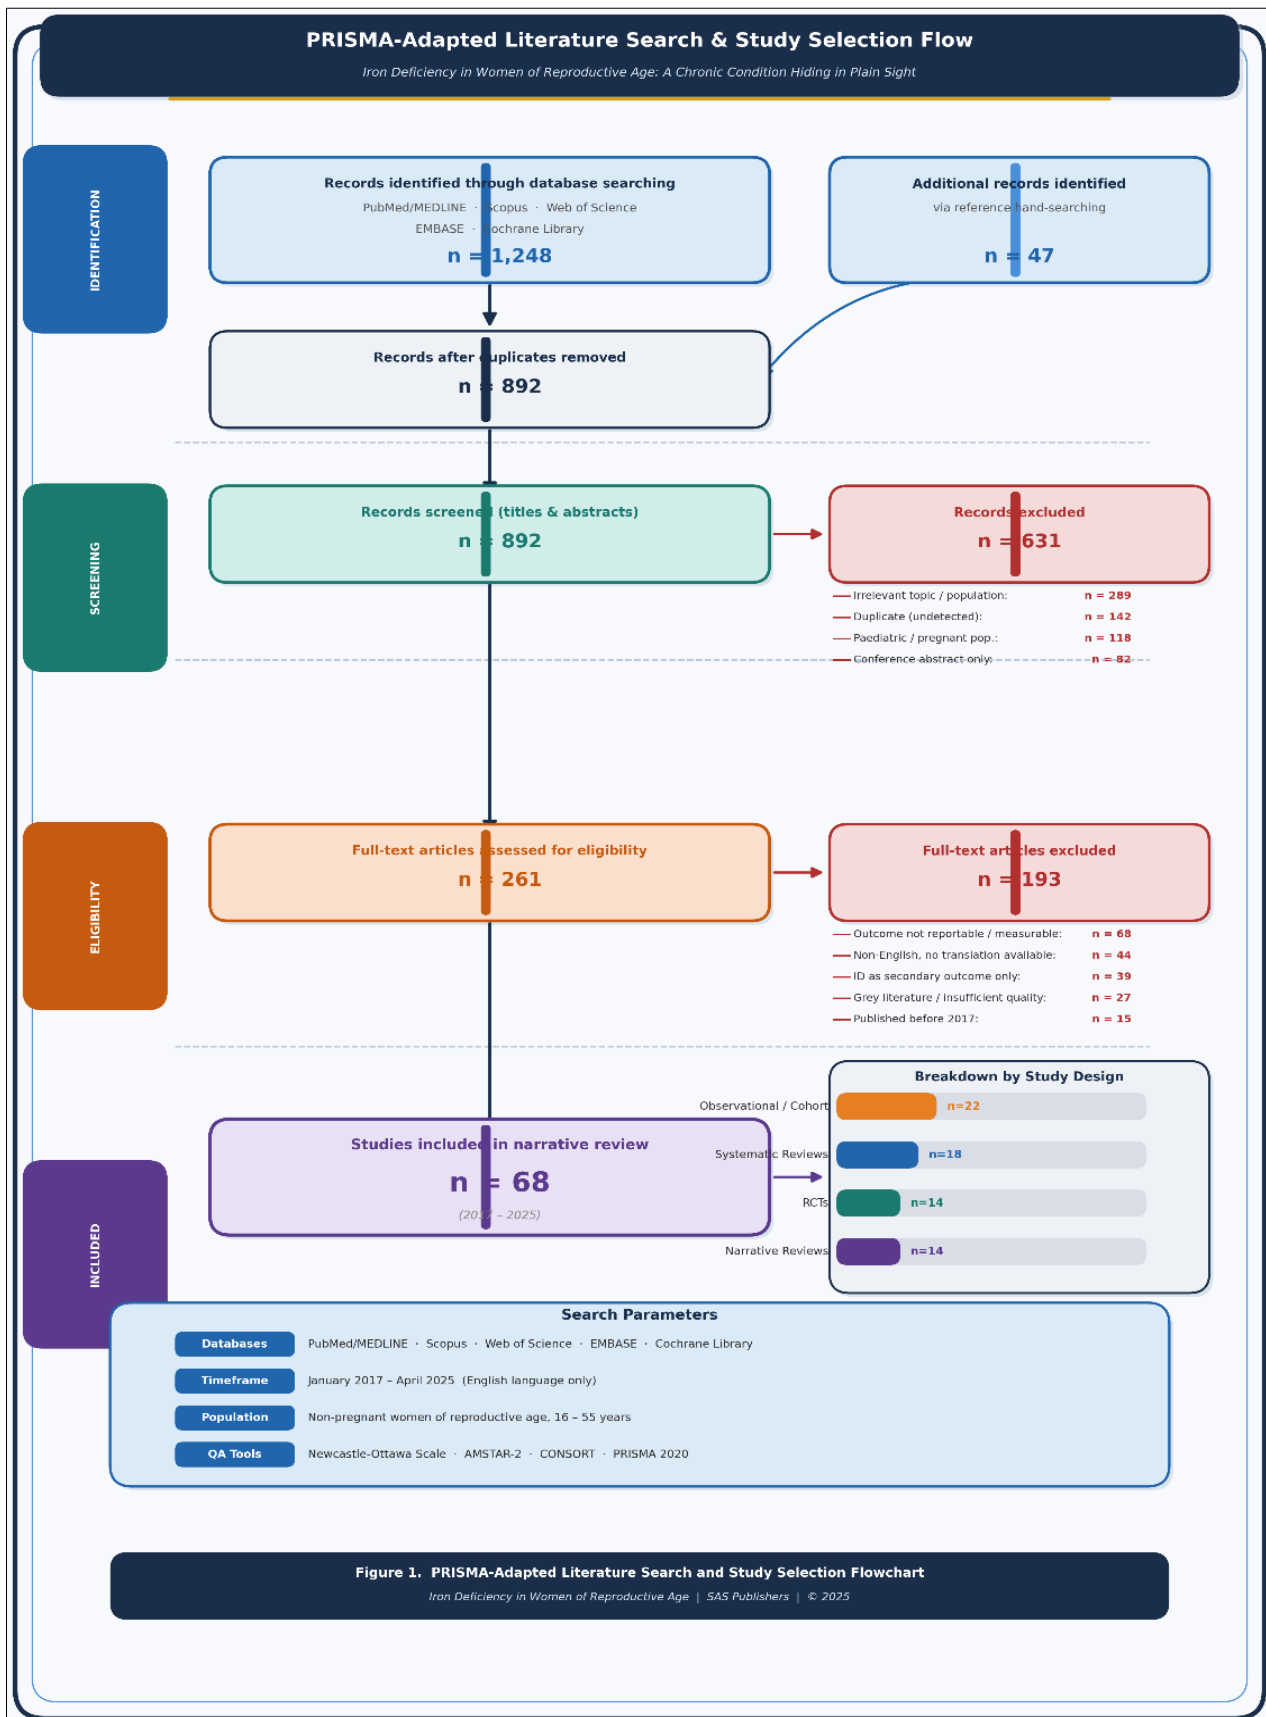 PRISMA-Adapted Literature Search & Study Selection Flow
Iron Deficiency in Women of Reproductive Age: A Chronic Condition Hiding in Plain Sight
IDENTIFICATION
Records identified through database searching
PubMed/MEDLINE · Scopus · Web of Science
EMBASE · Cochrane Library
n = 1,248
Additional records identified
via reference hand-searching
n = 47
Records after duplicates removed
n = 892
SCREENING
Records screened (titles & abstracts)
n = 892
Records excluded
n = 631
Irrelevant topic / population: n = 289
Duplicate (undetected): n = 142
Paediatric / pregnant pop.: n = 118
Conference abstract only: n = 82
ELIGIBILITY
Full-text articles assessed for eligibility
n = 261
Full-text articles excluded
n = 193
Outcome not reportable / measurable: n = 68
Non-English, no translation available: n = 44
ID as secondary outcome only: n = 39
Grey literature / insufficient quality: n = 27
Published before 2017: n = 15
INCLUDED
Studies included in narrative review
n = 68
(2017 – 2025)
Breakdown by Study Design
Observational / Cohort n=22
Systematic Reviews n=18
RCTs n=14
Narrative Reviews n=14
Search Parameters
Databases PubMed/MEDLINE · Scopus · Web of Science · EMBASE · Cochrane Library
Timeframe January 2017 – April 2025 (English language only)
Population Non-pregnant women of reproductive age, 16 – 55 years
QA Tools Newcastle-Ottawa Scale · AMSTAR-2 · CONSORT · PRISMA 2020
Figure 1. PRISMA-Adapted Literature Search and Study Selection Flowchart
Iron Deficiency in Women of Reproductive Age | SAS Publishers | © 2025